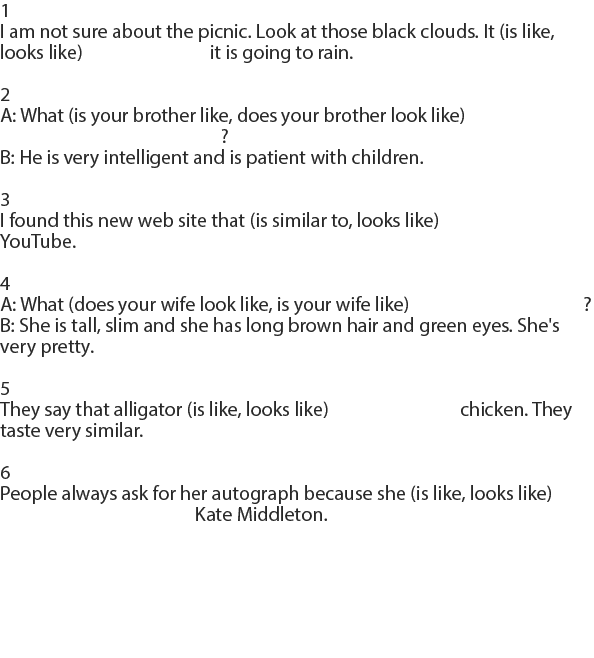 1
I am not sure about the picnic. Look at those black clouds. It (is like,
looks like) it is going to rain.
2
A: What (is your brother like, does your brother look like)
?
B: He is very intelligent and is patient with children.
3
I found this new web site that (is similar to, looks like)
YouTube.
4
A: What (does your wife look like, is your wife like) ?
B: She is tall, slim and she has long brown hair and green eyes. She's
very pretty.
5
They say that alligator (is like, looks like) chicken. They
taste very similar.
6
People always ask for her autograph because she (is like, looks like)
Kate Middleton.